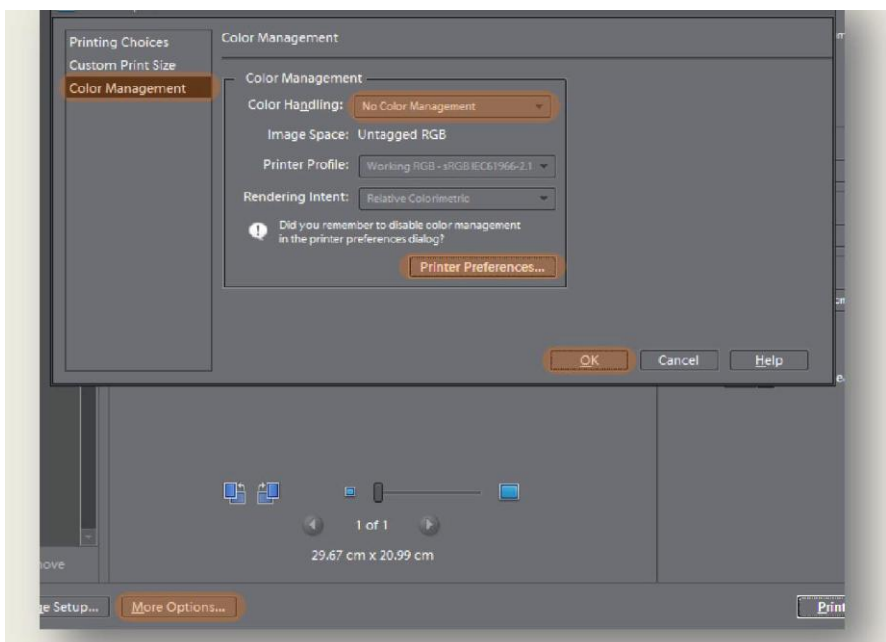 Printing Choices
Custom Print Size
Color Management
Color Management
Color Management
Color Handling: No Color Management
Image Space: Untagged RGB
Printer Profile: Working RGB - sRGB IEC61966-2.1
Rendering Intent: Relative Colorimetric
Did you remember to disable color management
in the printer preferences dialog?
Printer Preferences...
OK Cancel Help
1 of 1
29.67 cm x 20.99 cm
Setup... More Options... Print